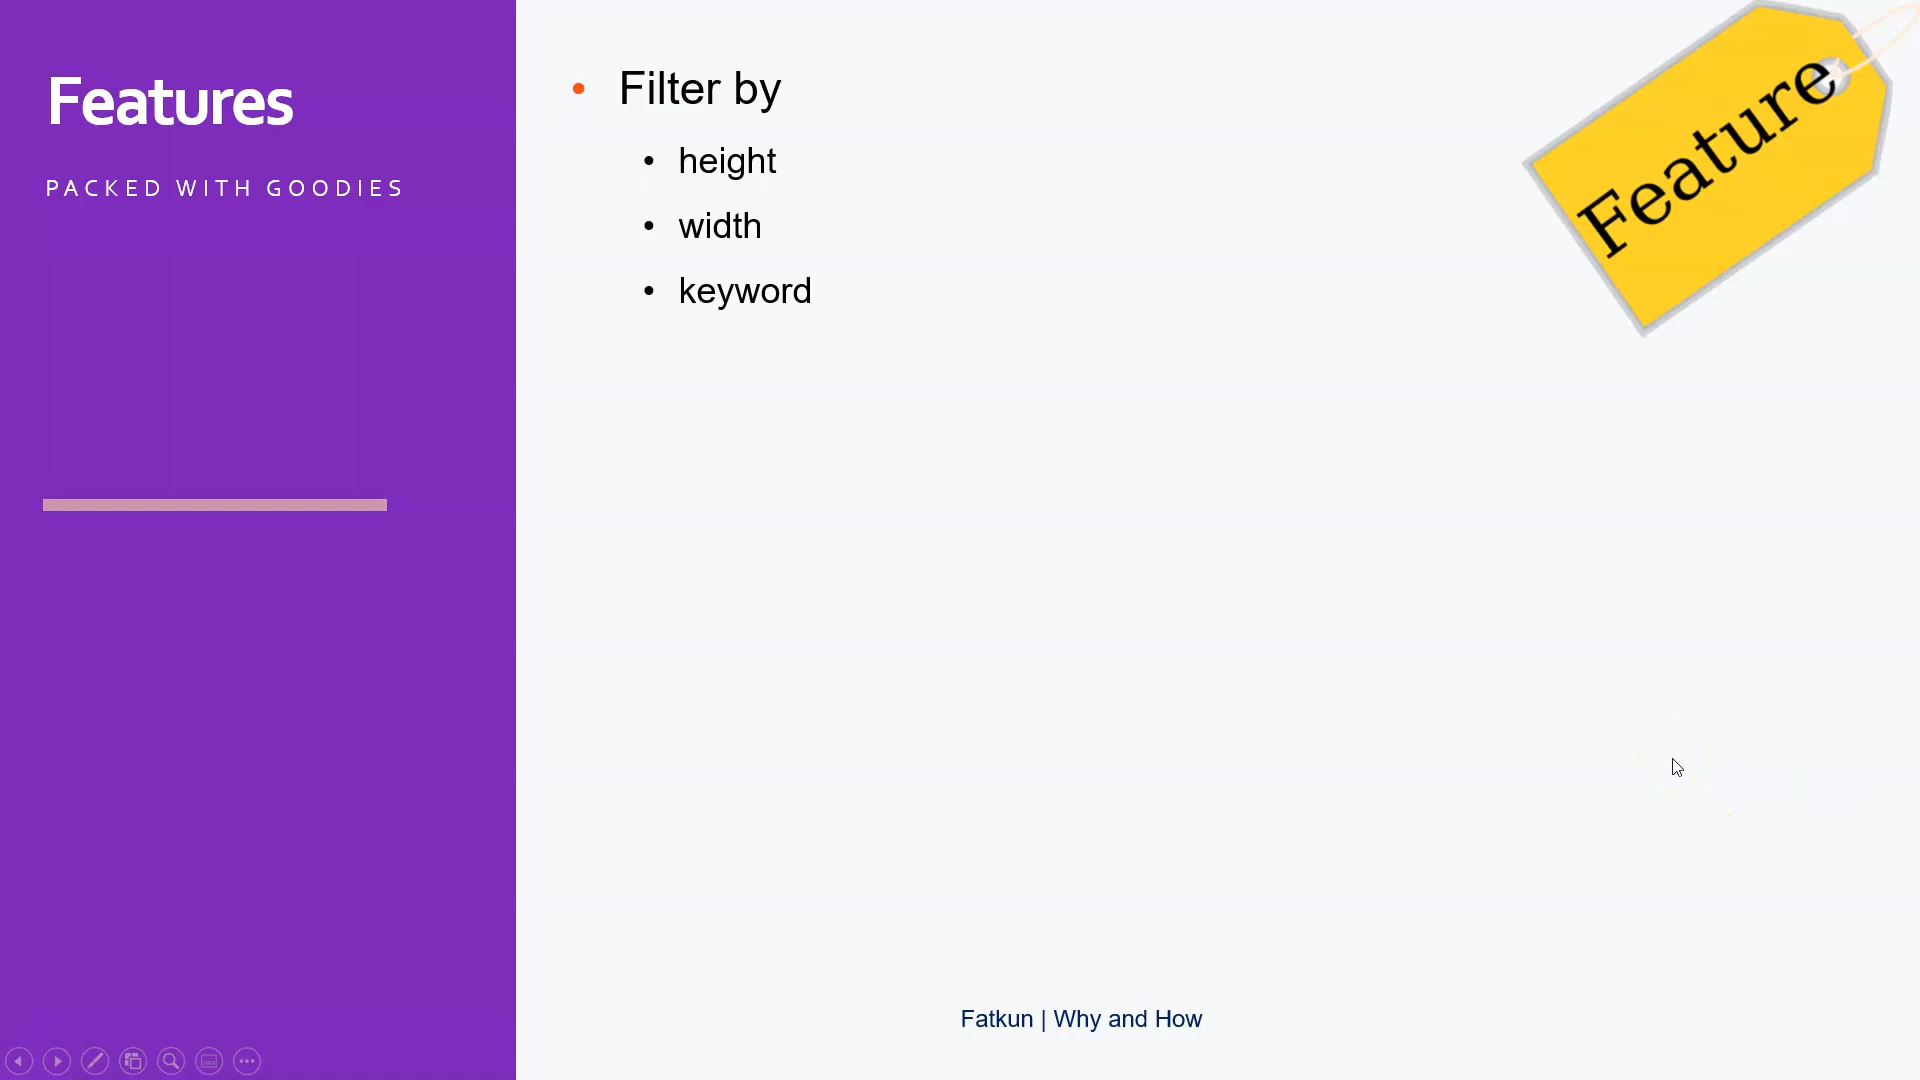 Features
PACKED WITH GOODIES
• Filter by
• height
• width
• keyword
Feature
Fatkun | Why and How